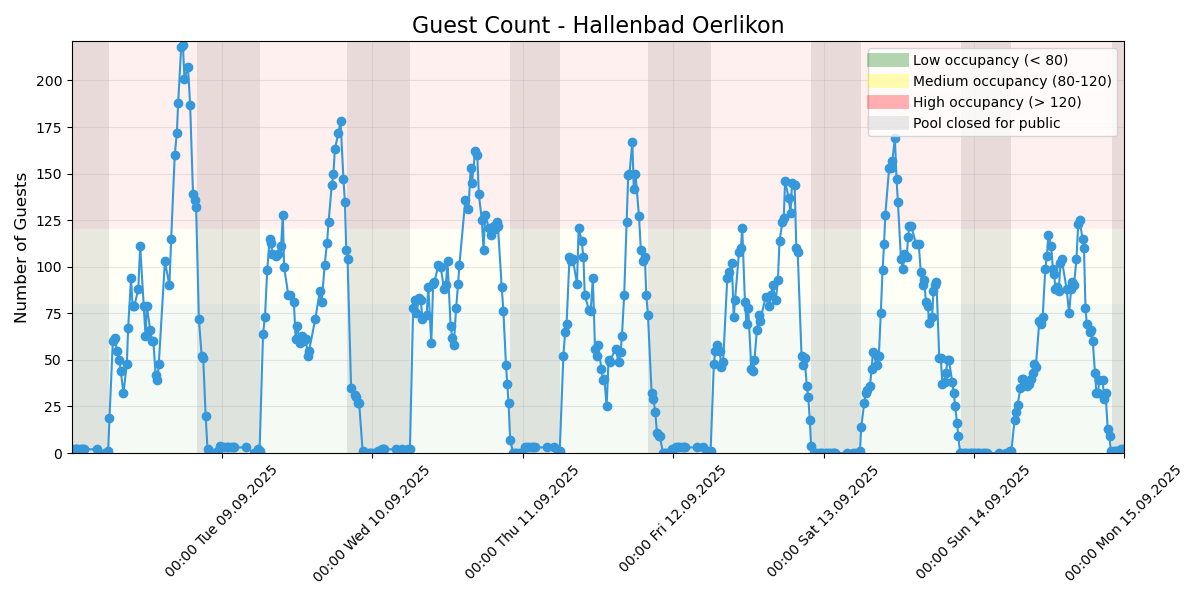 Guest Count - Hallenbad Oerlikon
Number of Guests
200
175
150
125
100
75
50
25
0
Low occupancy (< 80)
Medium occupancy (80-120)
High occupancy (> 120)
Pool closed for public
00:00 Tue 09.09.2025
00:00 Wed 10.09.2025
00:00 Thu 11.09.2025
00:00 Fri 12.09.2025
00:00 Sat 13.09.2025
00:00 Sun 14.09.2025
00:00 Mon 15.09.2025